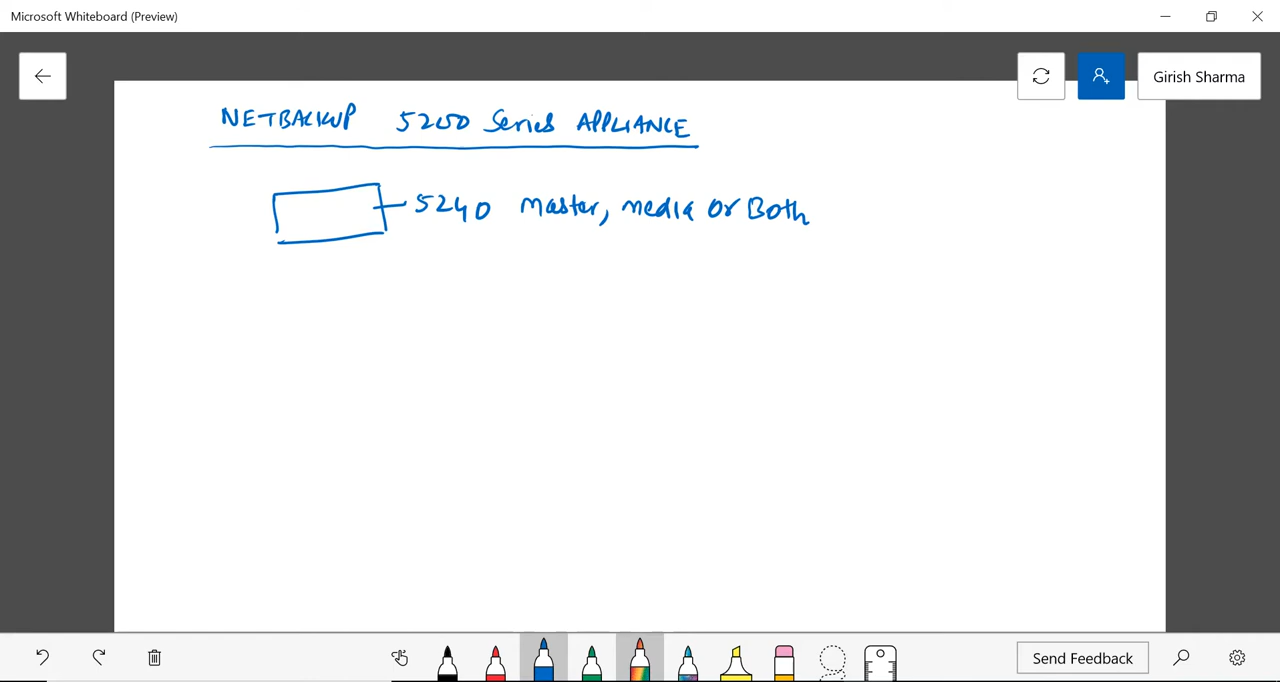 Microsoft Whiteboard (Preview)
Girish Sharma
NETBACKUP 5200 Series APPLIANCE
5240 Master, media or Both
Send Feedback